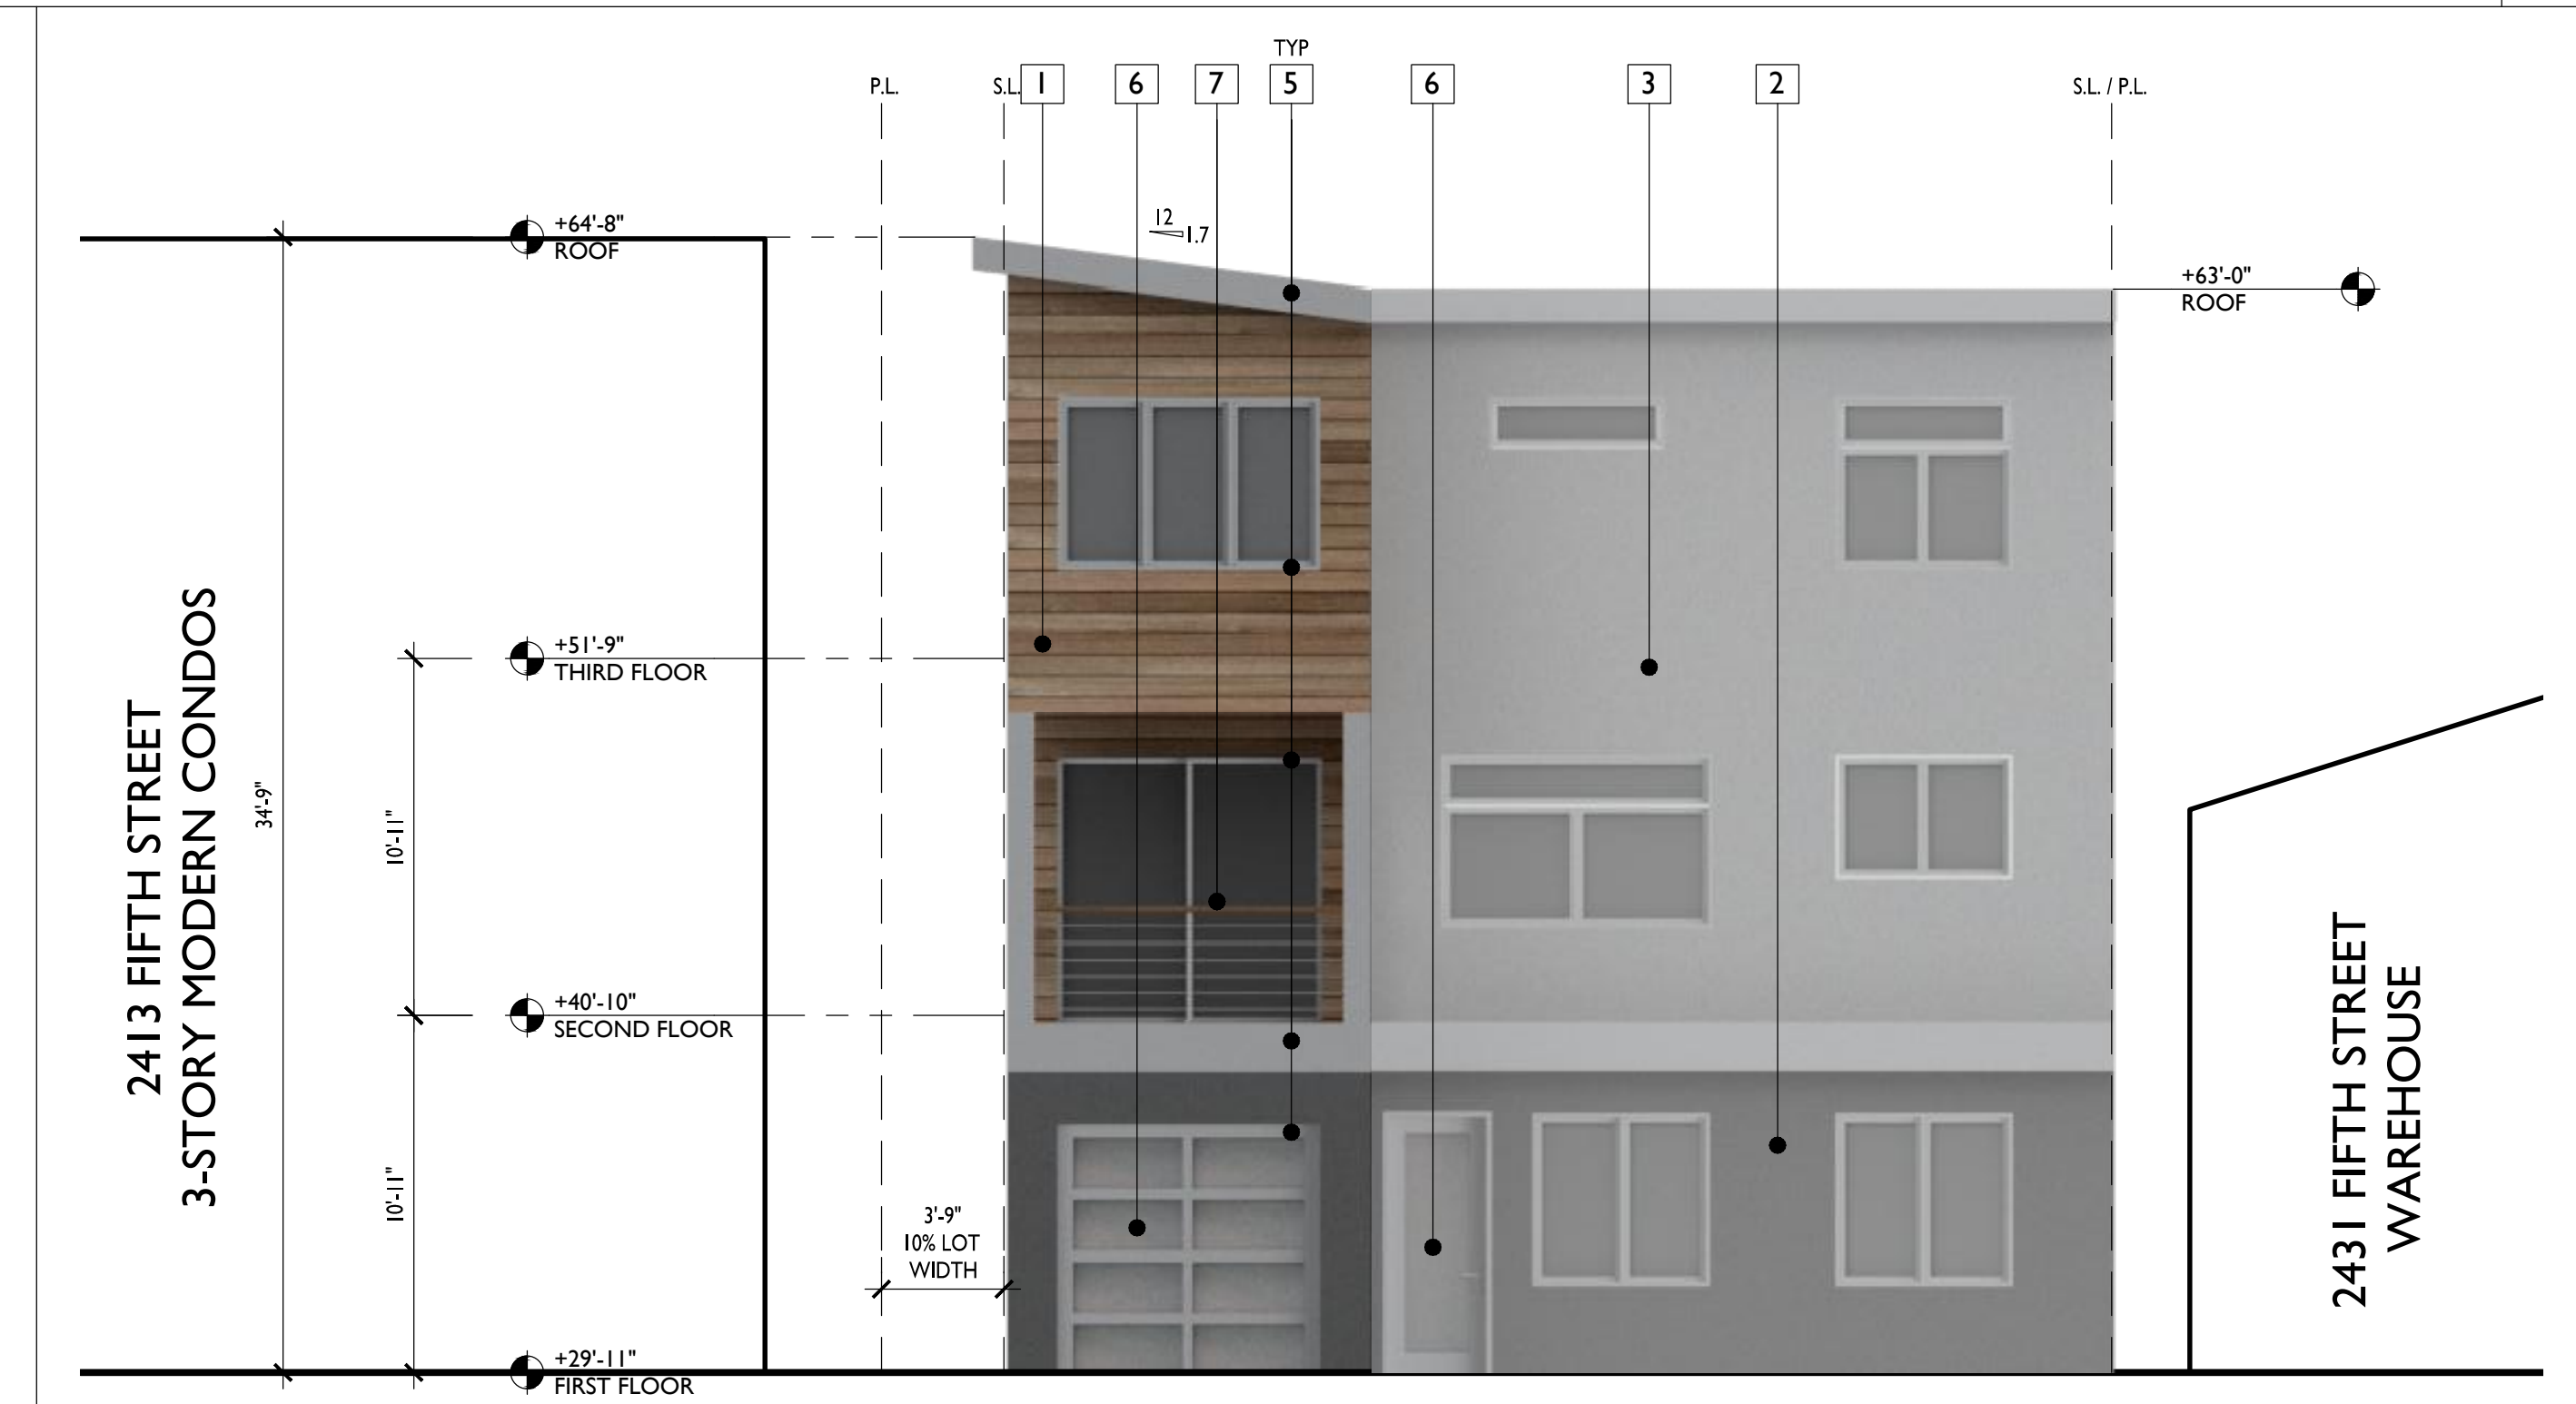 TYP
P.L.
S.L.
1
6
7
5
6
3
2
S.L. / P.L.
12
1.7
+64'-8"
ROOF
+63'-0"
ROOF
+51'-9"
THIRD FLOOR
+40'-10"
SECOND FLOOR
+29'-11"
FIRST FLOOR
2413 FIFTH STREET
3-STORY MODERN CONDOS
34'-9"
10'-11"
10'-11"
3'-9"
10% LOT
WIDTH
2431 FIFTH STREET
WAREHOUSE